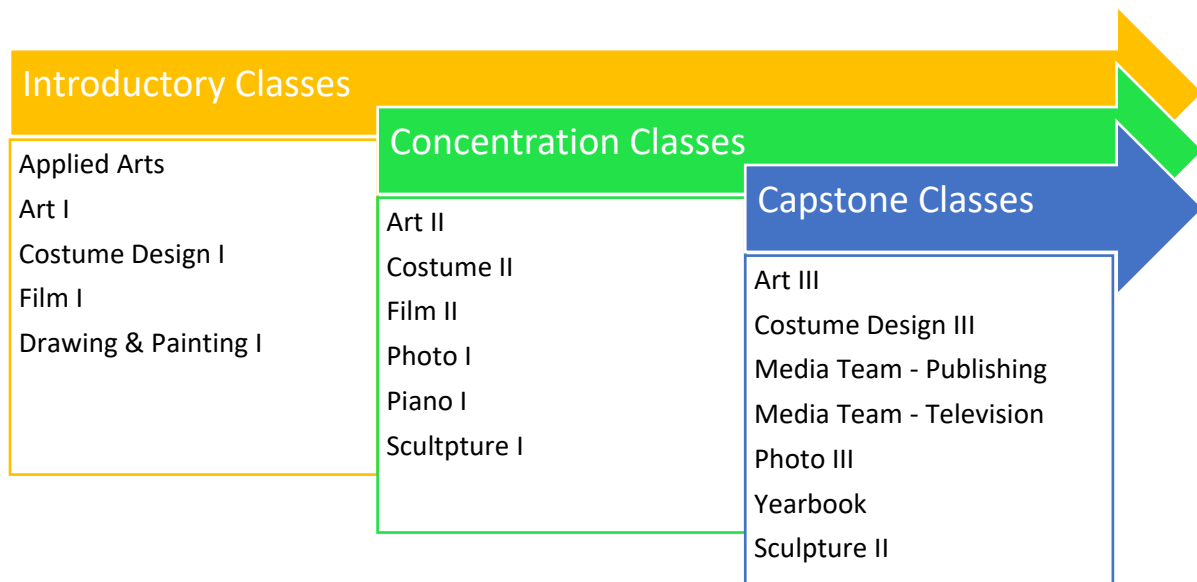 Introductory Classes
Applied Arts
Art I
Costume Design I
Film I
Drawing & Painting I
Concentration Classes
Art II
Costume II
Film II
Photo I
Piano I
Scultpture I
Capstone Classes
Art III
Costume Design III
Media Team - Publishing
Media Team - Television
Photo III
Yearbook
Sculpture II